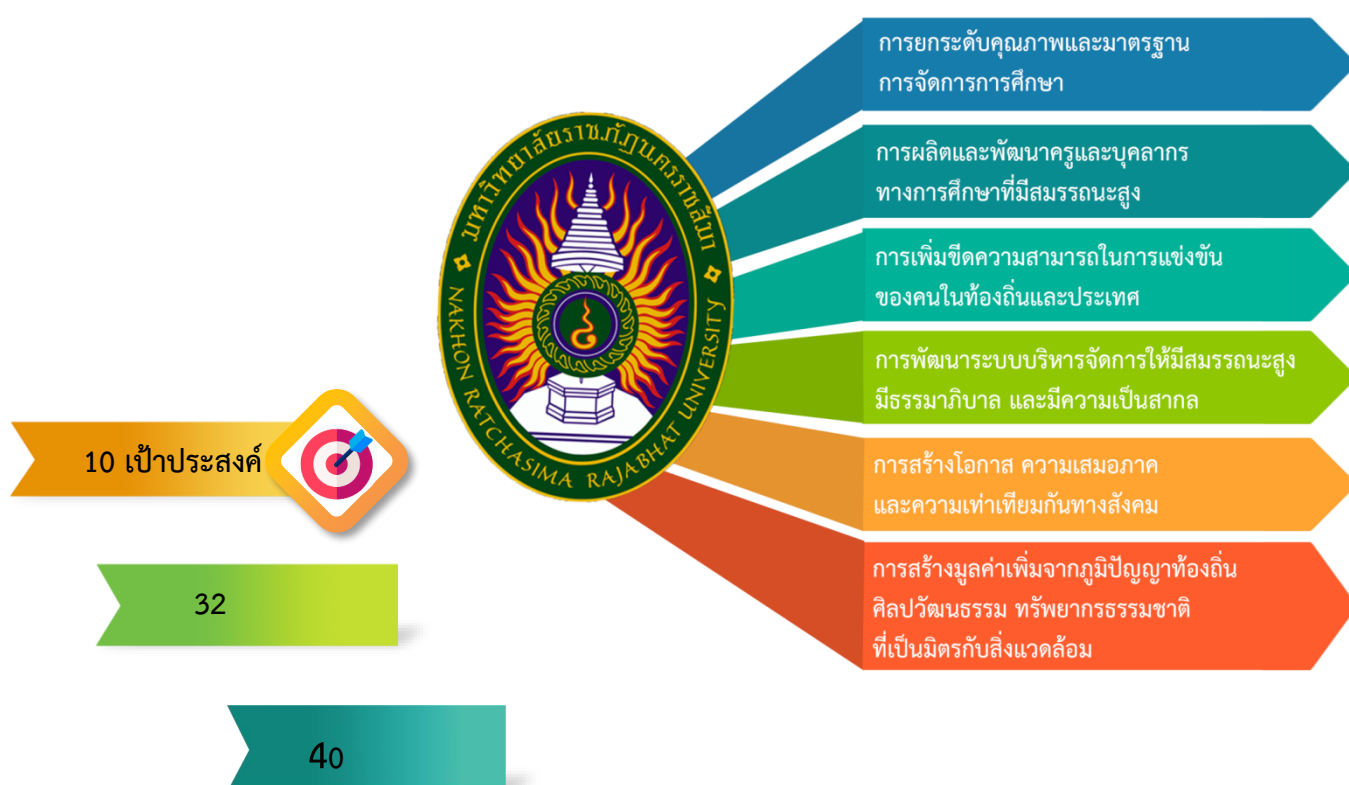 การยกระดับคุณภาพและมาตรฐาน
การจัดการการศึกษา
การผลิตและพัฒนาครูและบุคลากร
ทางการศึกษาที่มีสมรรถนะสูง
การเพิ่มขีดความสามารถในการแข่งขัน
ของคนในท้องถิ่นและประเทศ
การพัฒนาระบบบริหารจัดการให้มีสมรรถนะสูง
มีธรรมาภิบาล และมีความเป็นสากล
การสร้างโอกาส ความเสมอภาค
และความเท่าเทียมกันทางสังคม
การสร้างมูลค่าเพิ่มจากภูมิปัญญาท้องถิ่น
ศิลปวัฒนธรรม ทรัพยากรธรรมชาติ
ที่เป็นมิตรกับสิ่งแวดล้อม
มหาวิทยาลัยราชภัฏนครราชสีมา
NAKHON RATCHASIMA RAJABHAT UNIVERSITY
10 เป้าประสงค์
32
40